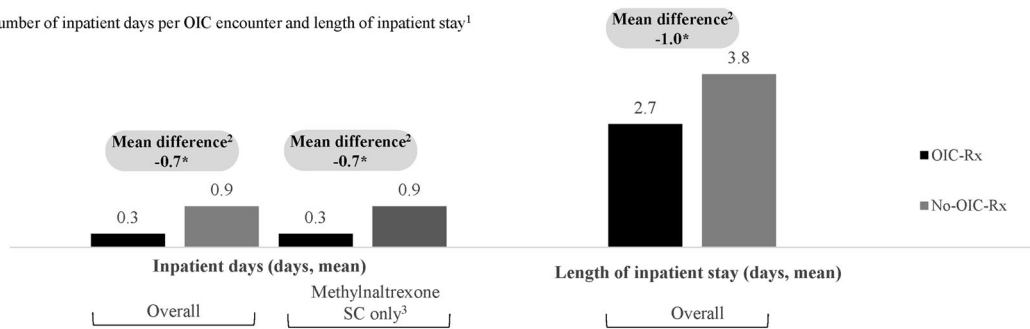 umber of inpatient days per OIC encounter and length of inpatient stay¹
Mean difference²
-1.0*
3.8
2.7
Mean difference²
-0.7*
Mean difference²
-0.7*
0.9
0.9
0.3
0.3
OIC-Rx
No-OIC-Rx
Inpatient days (days, mean)
Length of inpatient stay (days, mean)
Overall
Methylnaltrexone
SC only³
Overall